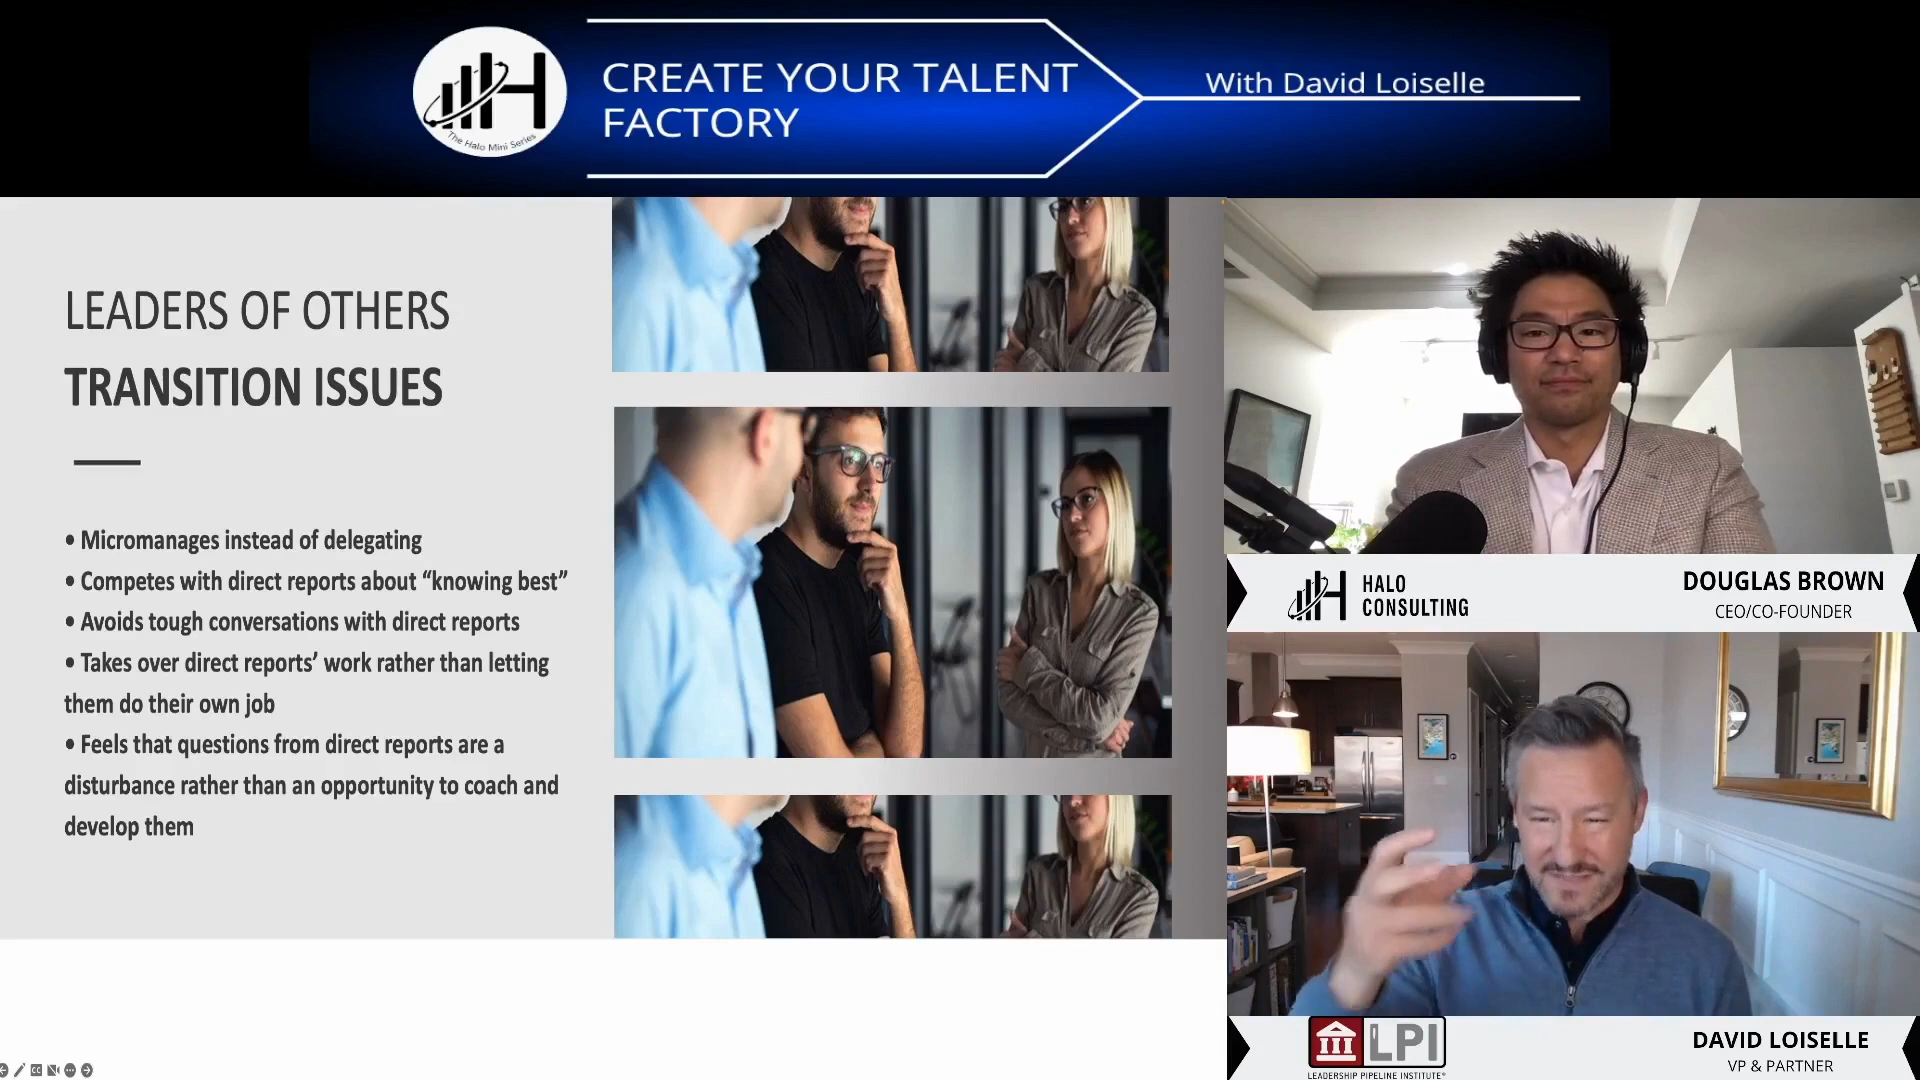 The Halo Mini Series
CREATE YOUR TALENT
FACTORY
With David Loiselle
LEADERS OF OTHERS
TRANSITION ISSUES
• Micromanages instead of delegating
• Competes with direct reports about “knowing best”
• Avoids tough conversations with direct reports
• Takes over direct reports’ work rather than letting
them do their own job
• Feels that questions from direct reports are a
disturbance rather than an opportunity to coach and
develop them
H HALO
CONSULTING
DOUGLAS BROWN
CEO/CO-FOUNDER
LPI
LEADERSHIP PIPELINE INSTITUTE®
DAVID LOISELLE
VP & PARTNER